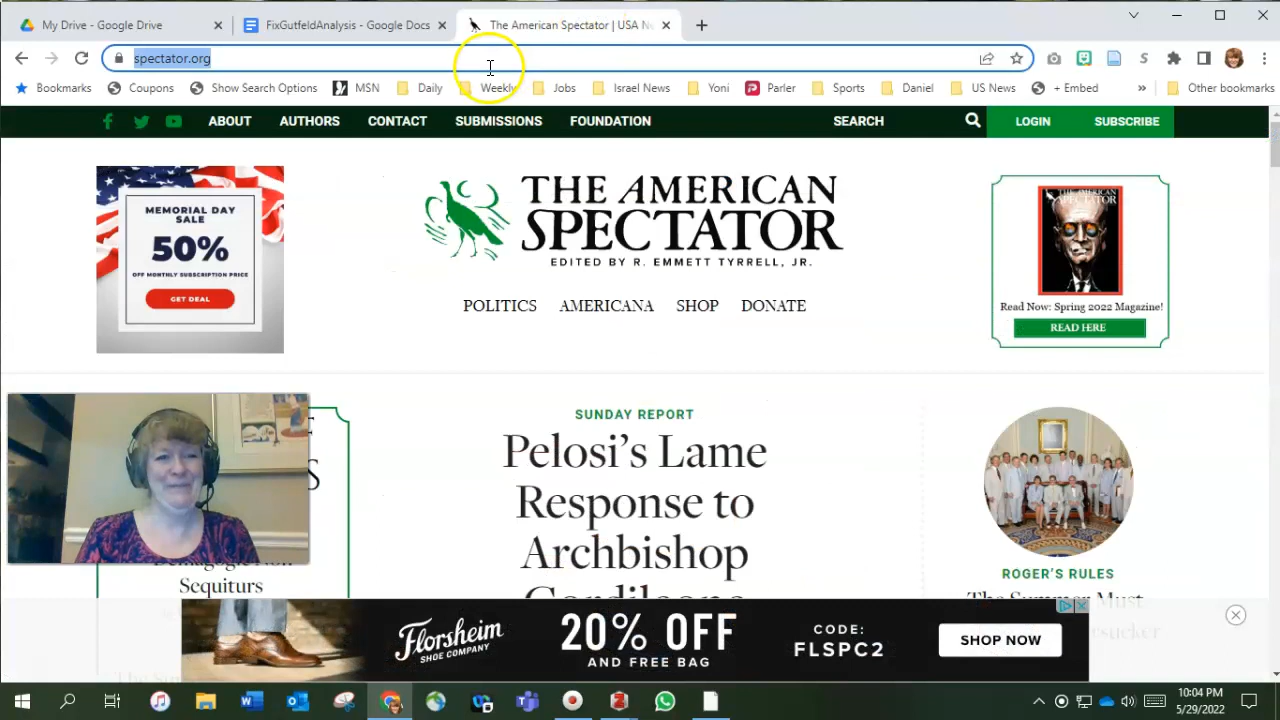 My Drive - Google Drive
FixGutfeldAnalysis - Google Docs
The American Spectator | USA Ne
spectator.org
Bookmarks
Coupons
Show Search Options
MSN
Daily
Weekly
Jobs
Israel News
Yoni
Parler
Sports
Daniel
US News
+ Embed
»
Other bookmarks
ABOUT
AUTHORS
CONTACT
SUBMISSIONS
FOUNDATION
SEARCH
LOGIN
SUBSCRIBE
MEMORIAL DAY
SALE
50%
OFF MONTHLY SUBSCRIPTION PRICE
GET DEAL
THE AMERICAN
SPECTATOR
EDITED BY R. EMMETT TYRRELL, JR.
POLITICS
AMERICANA
SHOP
DONATE
THE AMERICAN
SPECTATOR
Read Now: Spring 2022 Magazine!
READ HERE
SUNDAY REPORT
Pelosi's Lame
Response to
Archbishop
Cordileone
Sequiturs
ROGER'S RULES
The Summer Must
Florsheim
SHOE COMPANY
20% OFF
AND FREE BAG
CODE:
FLSPC2
SHOP NOW
10:04 PM
5/29/2022